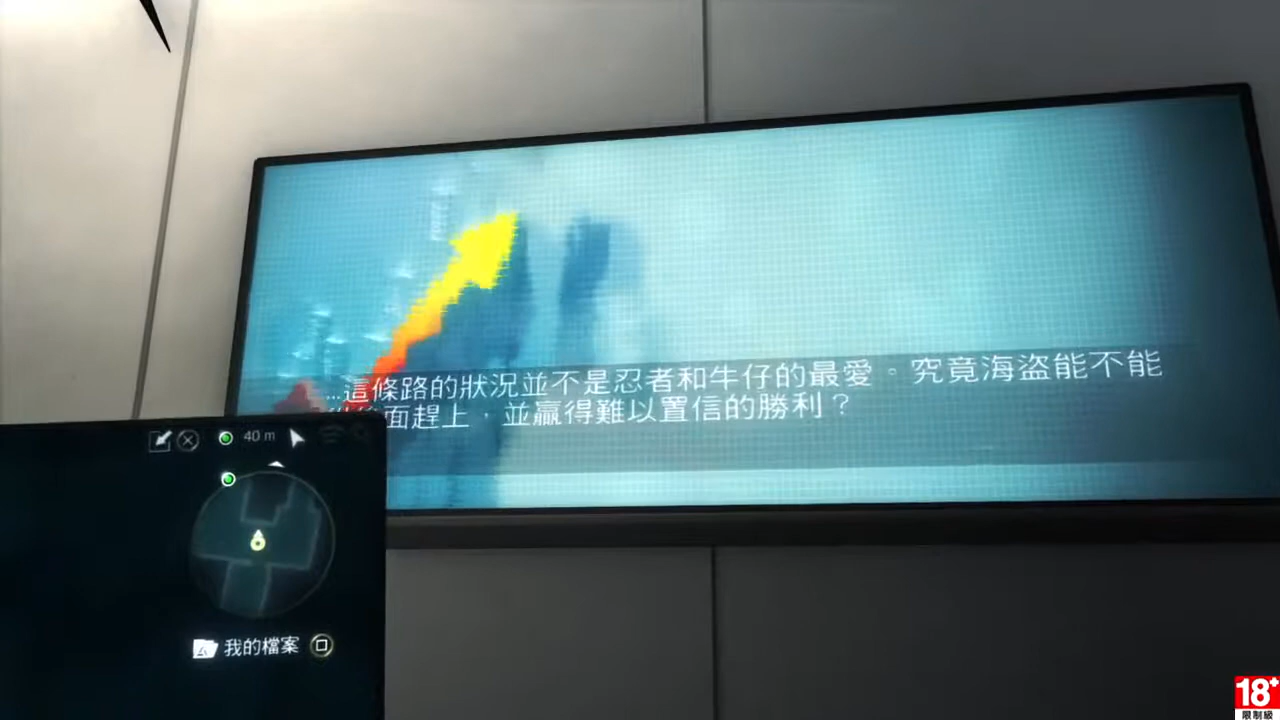 ...這條路的狀況並不是忍者和牛仔的最愛。究竟海盜能不能
面趕上，並贏得難以置信的勝利？
40 m
我的檔案
18+
限制級